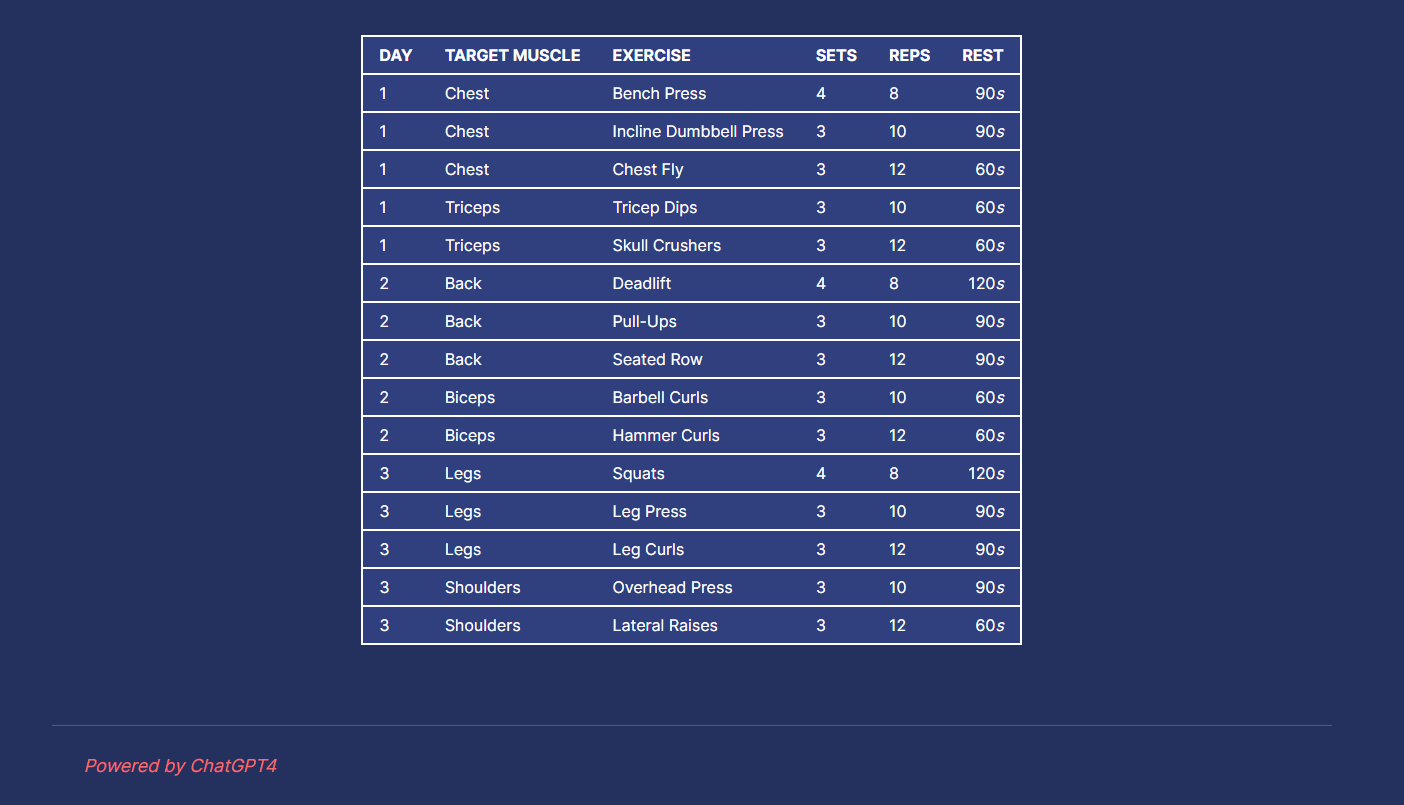 DAY TARGET MUSCLE EXERCISE SETS REPS REST
1 Chest Bench Press 4 8 90s
1 Chest Incline Dumbbell Press 3 10 90s
1 Chest Chest Fly 3 12 60s
1 Triceps Tricep Dips 3 10 60s
1 Triceps Skull Crushers 3 12 60s
2 Back Deadlift 4 8 120s
2 Back Pull-Ups 3 10 90s
2 Back Seated Row 3 12 90s
2 Biceps Barbell Curls 3 10 60s
2 Biceps Hammer Curls 3 12 60s
3 Legs Squats 4 8 120s
3 Legs Leg Press 3 10 90s
3 Legs Leg Curls 3 12 90s
3 Shoulders Overhead Press 3 10 90s
3 Shoulders Lateral Raises 3 12 60s
Powered by ChatGPT4